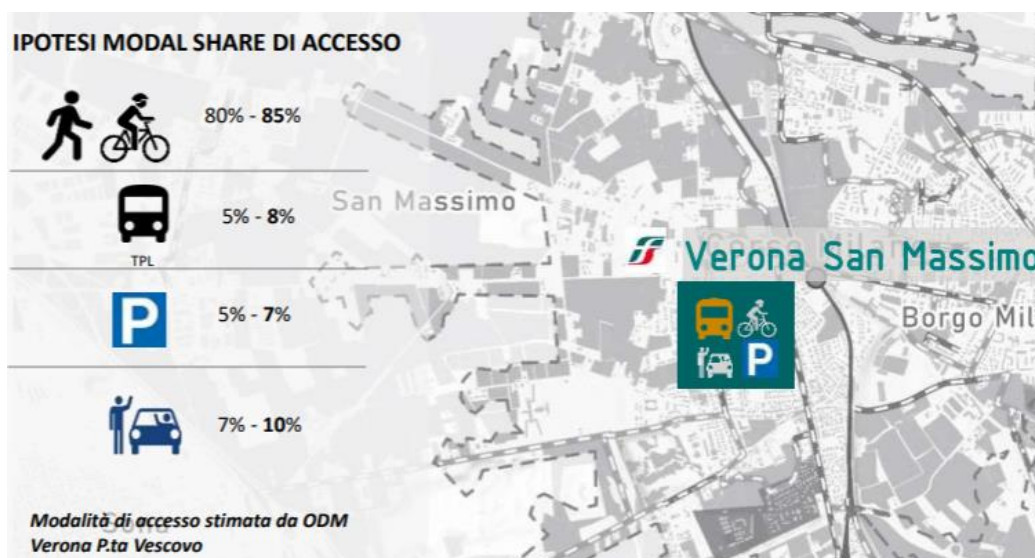 IPOTESI MODAL SHARE DI ACCESSO
80% - 85%
San Massimo
5% - 8%
TPL
Verona San Massimo
P
5% - 7%
Borgo Mil
P
7% - 10%
Modalità di accesso stimata da ODM
Sona
Verona P.ta Vescovo